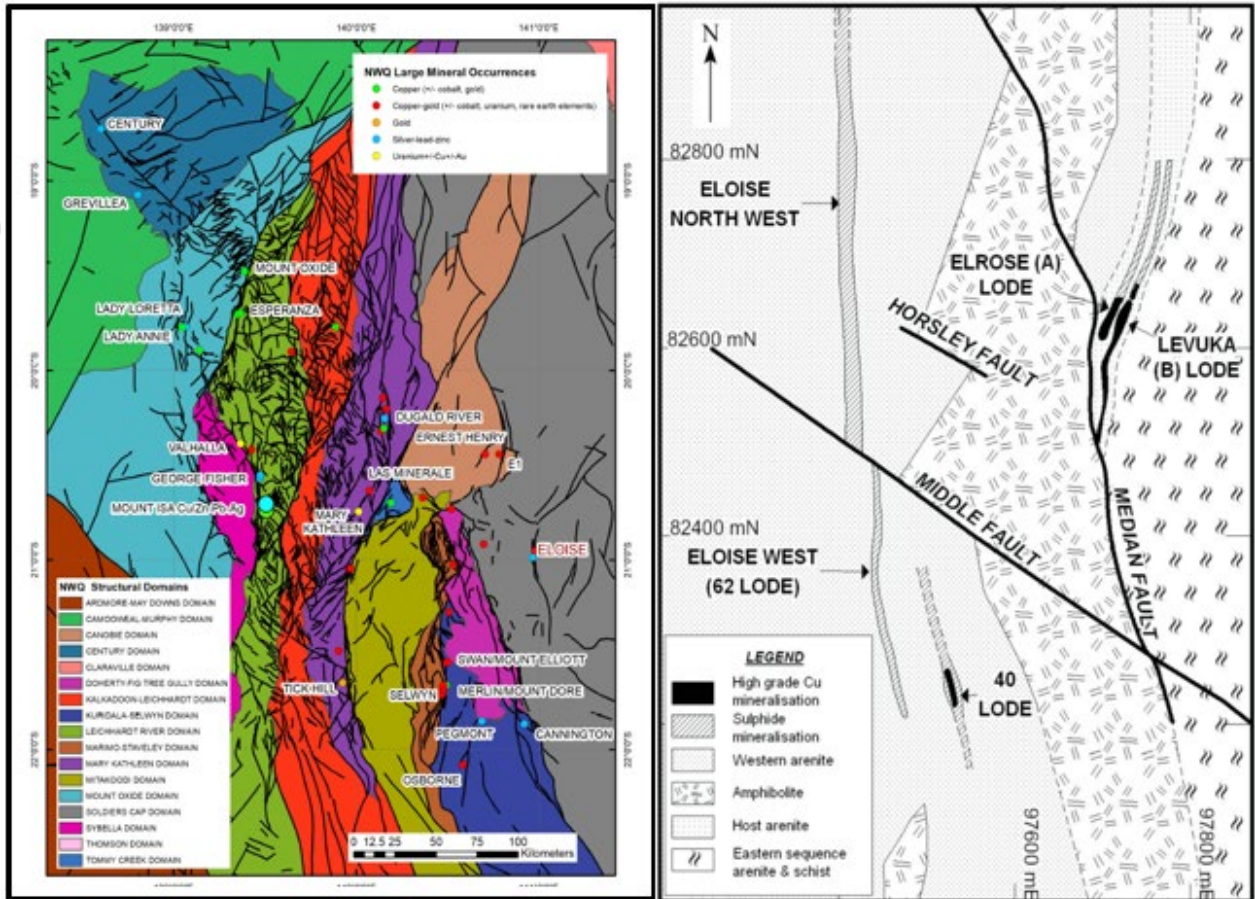 139°0'0"E
140°0'0"E
141°0'0"E
NWQ Large Mineral Occurrences
Copper (+/- cobalt, gold)
Copper-gold (+/- cobalt, uranium, rare earth elements)
Gold
Silver-lead-zinc
Uranium+/-Cu+/-Au
CENTURY
GREVILLEA
MOUNT OXIDE
LADY LORETTA
ESPERANZA
LADY ANNIE
DUGALD RIVER
ERNEST HENRY
E1
VALHALLA
LAS MINERALE
GEORGE FISHER
MOUNT ISA Cu/Zn-Pb-Ag
MARY
KATHLEEN
ELOISE
SWAN/MOUNT ELLIOTT
TICK HILL
SELWYN
MERLIN/MOUNT DORE
PEGMONT
CANNINGTON
OSBORNE
NWQ Structural Domains
ARDMORE-MAY DOWNS DOMAIN
CAMOOWEAL-MURPHY DOMAIN
CANOBIE DOMAIN
CENTURY DOMAIN
CLARAVILLE DOMAIN
DOHERTY-FIG TREE GULLY DOMAIN
KALKADOON-LEICHHARDT DOMAIN
KURIDALA-SELWYN DOMAIN
LEICHHARDT RIVER DOMAIN
MARIMO-STAVELEY DOMAIN
MARY KATHLEEN DOMAIN
MITAKOODI DOMAIN
MOUNT OXIDE DOMAIN
SOLDIERS CAP DOMAIN
SYBELLA DOMAIN
THOMSON DOMAIN
TOMMY CREEK DOMAIN
0 12.5 25 50 75 100
Kilometers
N
82800 mN
ELOISE
NORTH WEST
ELROSE (A)
LODE
HORSLEY FAULT
82600 mN
LEVUKA
(B) LODE
MIDDLE FAULT
MEDIAN FAULT
82400 mN
ELOISE WEST
(62 LODE)
40
LODE
97600 mE
97800 mE
LEGEND
High grade Cu
mineralisation
Sulphide
mineralisation
Western arenite
Amphibolite
Host arenite
Eastern sequence
arenite & schist